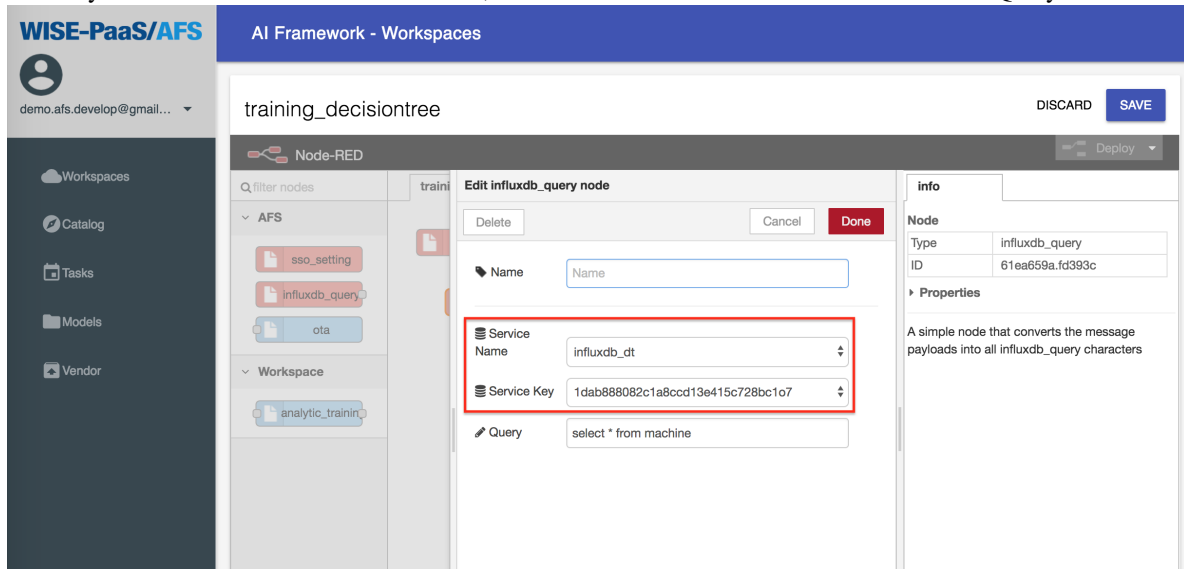 WISE-PaaS/AFS
AI Framework - Workspaces
demo.afs.develop@gmail...
training_decisiontree
DISCARD
SAVE
Node-RED
Deploy
Workspaces
Catalog
Tasks
Models
Vendor
filter nodes
AFS
sso_setting
influxdb_query
ota
Workspace
analytic_training
traini
Edit influxdb_query node
Delete
Cancel
Done
Name
Name
Service
Name
influxdb_dt
Service Key
1dab888082c1a8ccd13e415c728bc1o7
Query
select * from machine
info
Node
Type
influxdb_query
ID
61ea659a.fd393c
Properties
A simple node that converts the message
payloads into all influxdb_query characters